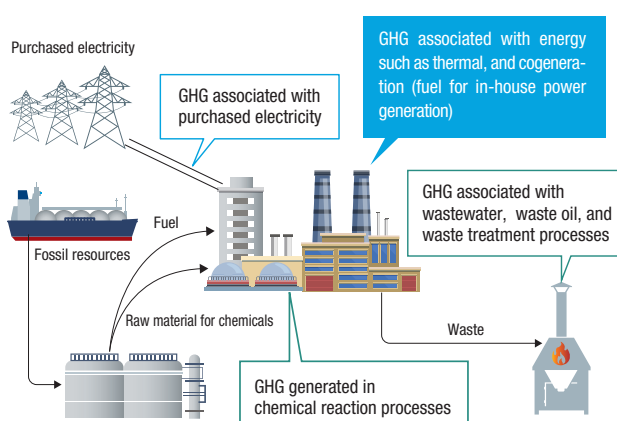 Purchased electricity
GHG associated with
purchased electricity
GHG associated with energy
such as thermal, and cogenera-
tion (fuel for in-house power
generation)
GHG associated with
wastewater, waste oil, and
waste treatment processes
Fossil resources
Fuel
Raw material for chemicals
Waste
GHG generated in
chemical reaction processes